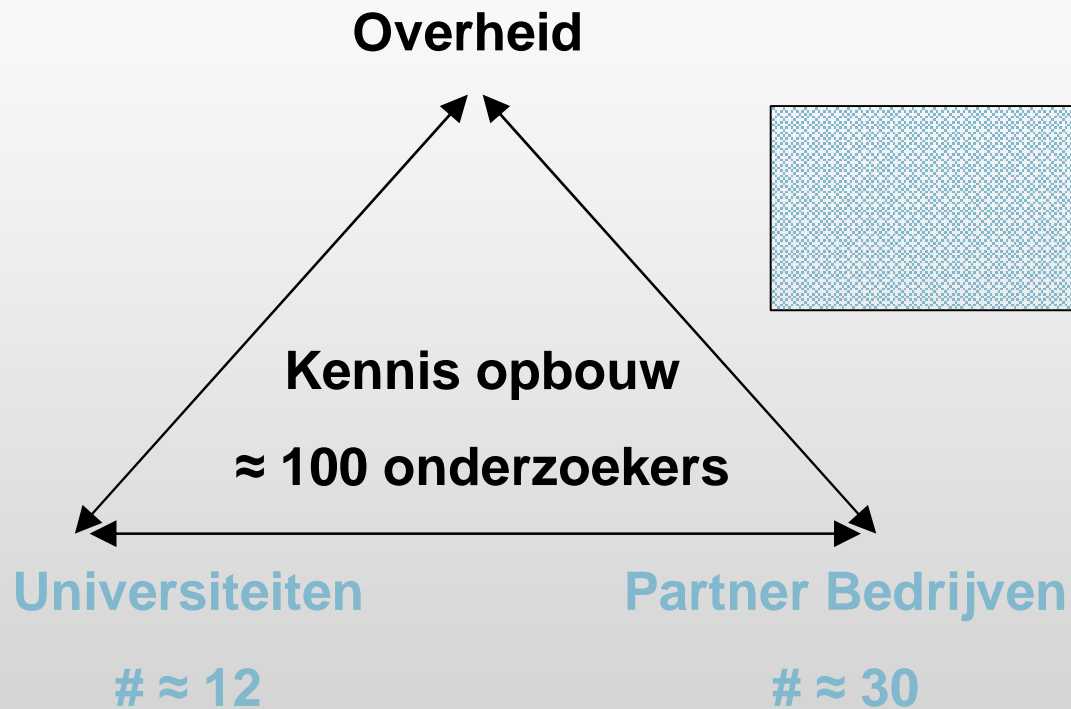 Overheid
Kennis opbouw
≈ 100 onderzoekers
Universiteiten
Partner Bedrijven
# ≈ 12
# ≈ 30